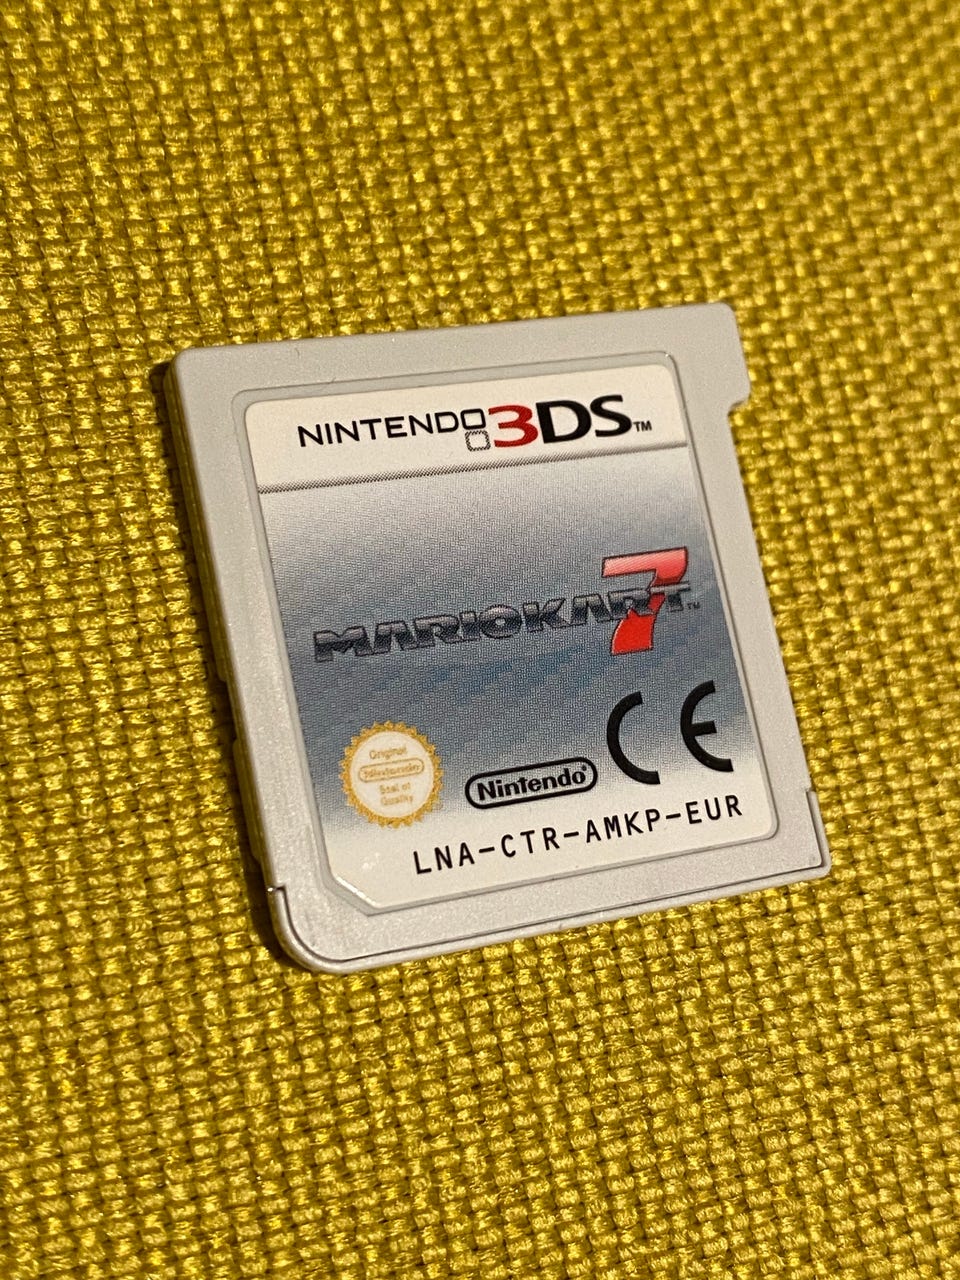 NINTENDO 3DS™
MARIOKART 7™
Original
Nintendo
Seal of
Quality
Nintendo®
CE
LNA-CTR-AMKP-EUR